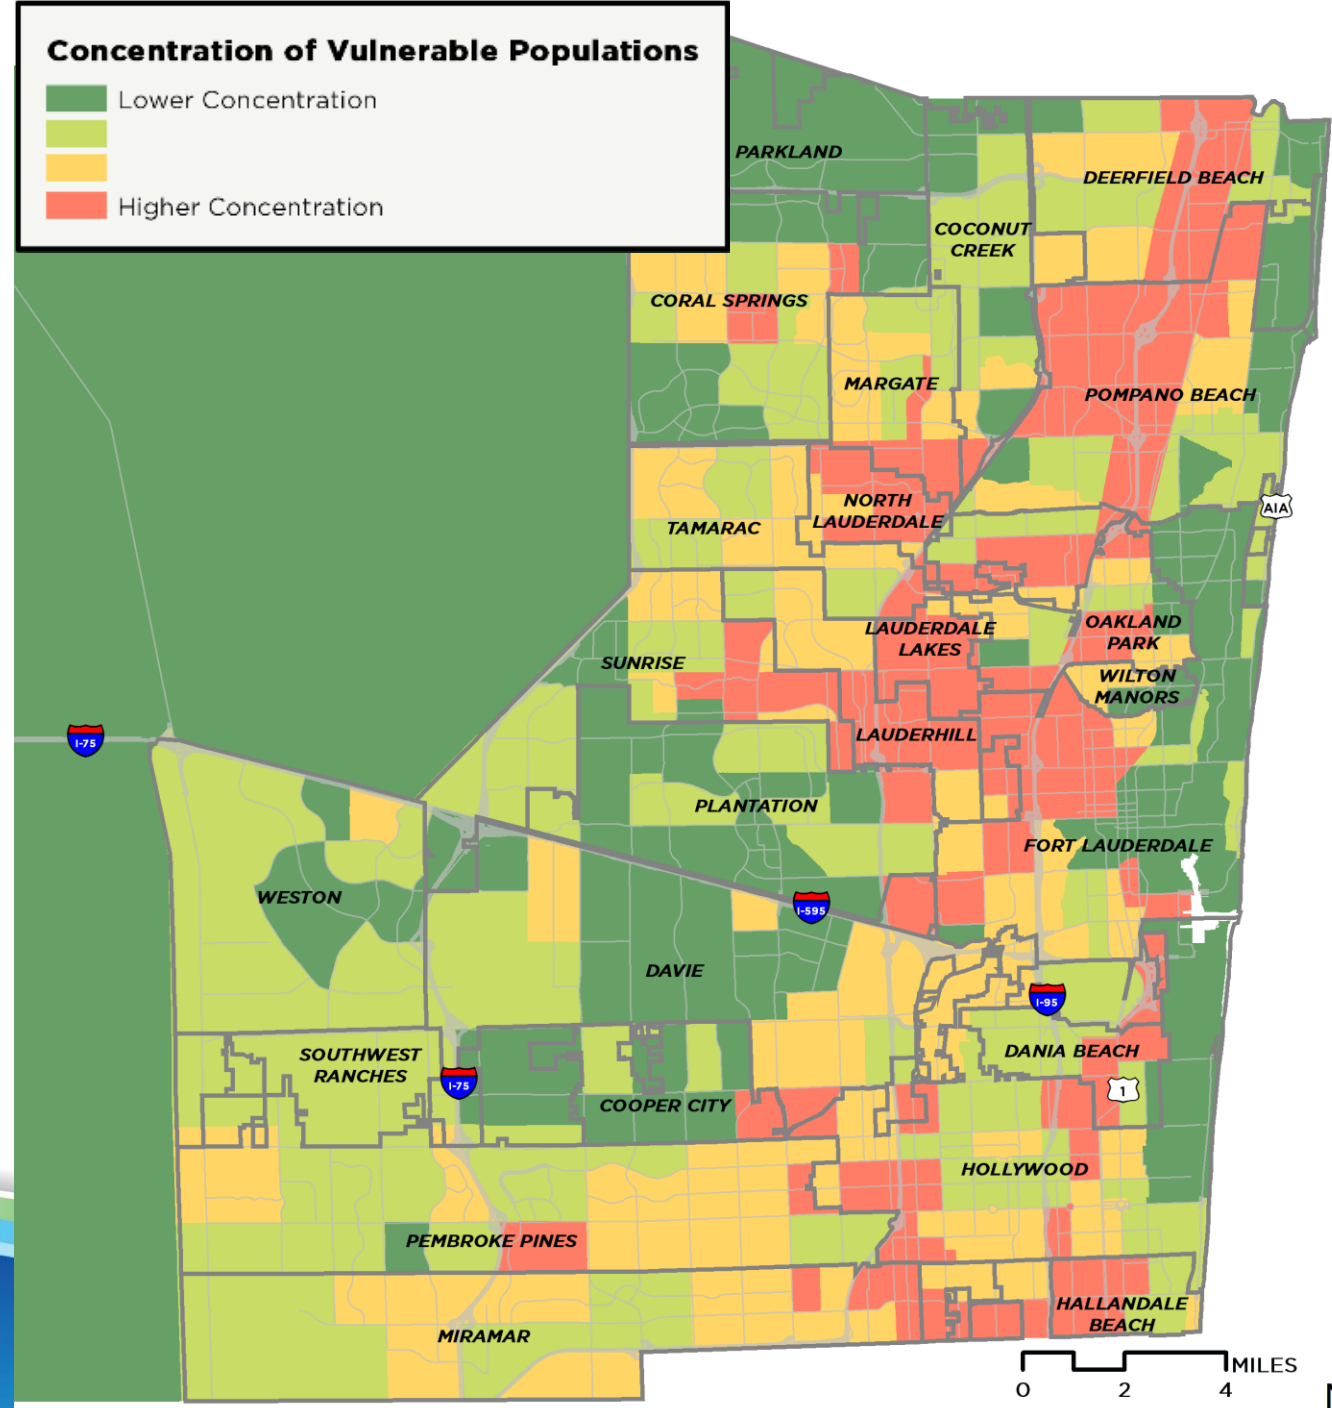 Concentration of Vulnerable Populations
Lower Concentration
Higher Concentration
PARKLAND
DEERFIELD BEACH
COCONUT
CREEK
CORAL SPRINGS
MARGATE
POMPANO BEACH
NORTH
LAUDERDALE
A1A
TAMARAC
LAUDERDALE
LAKES
OAKLAND
PARK
SUNRISE
WILTON
MANORS
I-75
LAUDERHILL
PLANTATION
FORT LAUDERDALE
WESTON
I-595
DAVIE
I-95
SOUTHWEST
RANCHES
DANIA BEACH
I-75
1
COOPER CITY
HOLLYWOOD
PEMBROKE PINES
HALLANDALE
BEACH
MIRAMAR
MILES
0 2 4